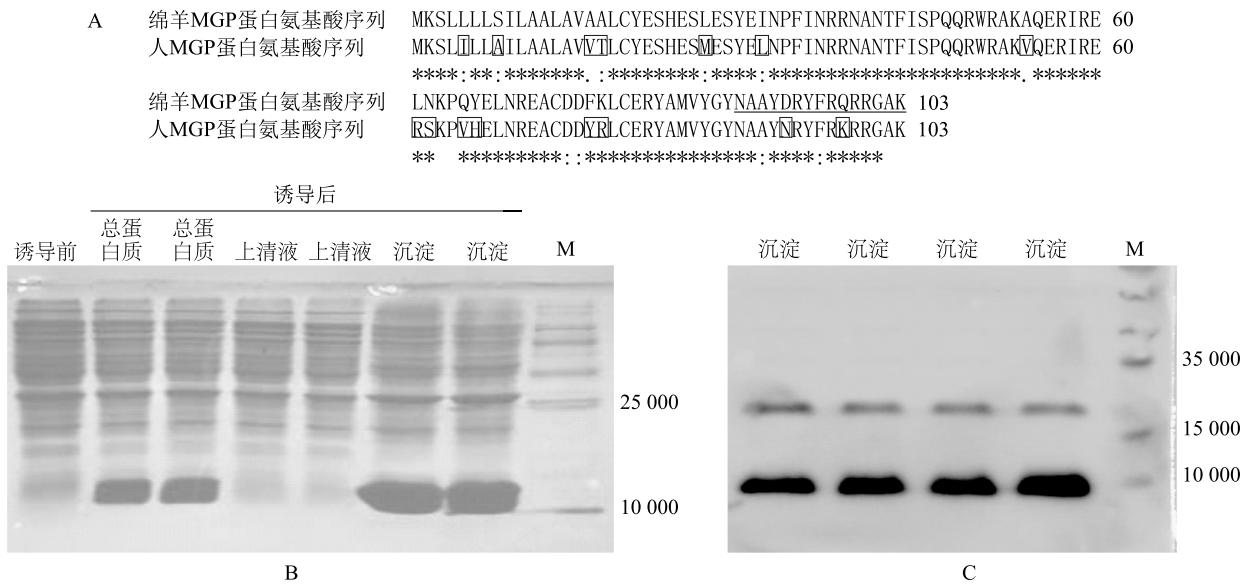 A
绵羊MGP蛋白氨基酸序列 MKSLLLLSILAALAVAALCYESHESLESYEINPFINRRNANTFISPQQRWRAKAQERIRE 60
人MGP蛋白氨基酸序列 MKSLILLAILAALAVVTLCYESHESMESYELNPFINRRNANTFISPQQRWRAKVQERIRE 60
****:**:*******.:*******:****:**********************.******
绵羊MGP蛋白氨基酸序列 LNKPQYELNREACDDFKLCERYAMVYGYNAAYDRYFRQRRGAK 103
人MGP蛋白氨基酸序列 RSKPVHELNREACDDYRLCERYAMVYGYNAAYNRYFRKRRGAK 103
** *********::***************:****:*****
诱导后
诱导前 总蛋白质 总蛋白质 上清液 上清液 沉淀 沉淀 M
25 000
10 000
B
沉淀 沉淀 沉淀 沉淀 M
35 000
15 000
10 000
C